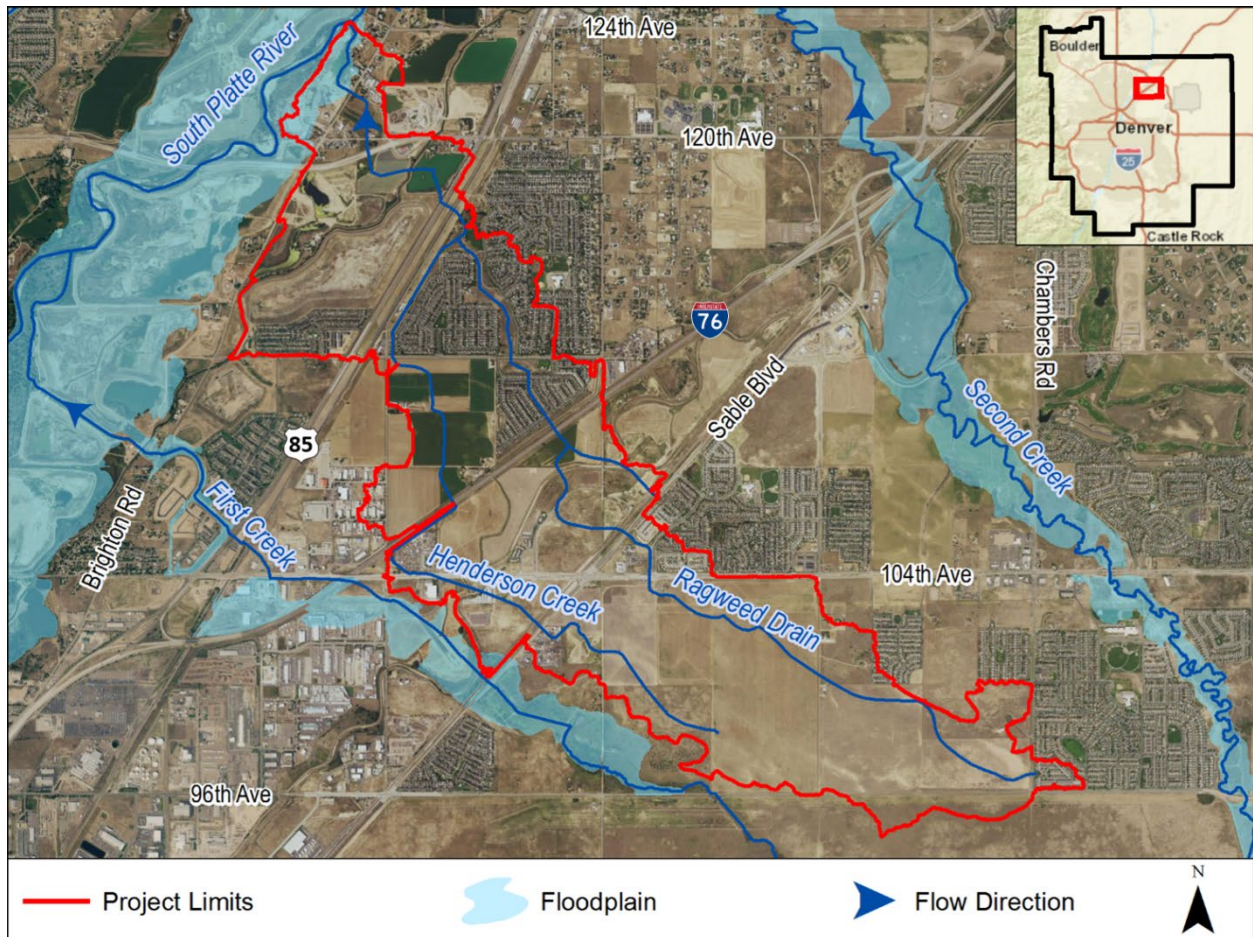 124th Ave
Boulder
South Platte River
120th Ave
Denver
25
Castle Rock
Chambers Rd
INTERSTATE
76
Sable Blvd
Second Creek
85
First Creek
Brighton Rd
Henderson Creek
Ragweed Drain
104th Ave
96th Ave
N
Project Limits
Floodplain
Flow Direction